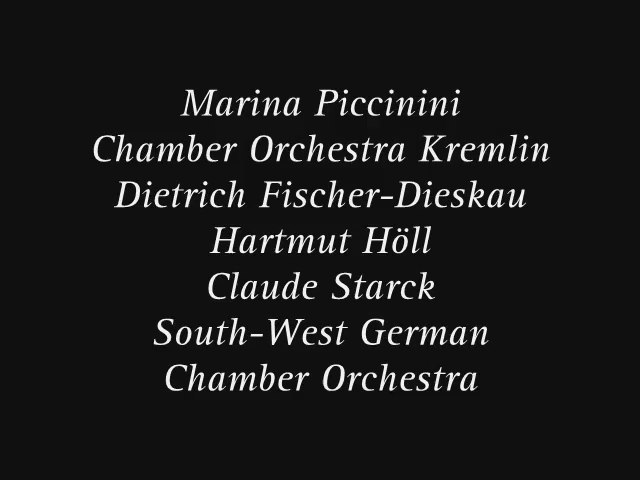 Marina Piccinini
Chamber Orchestra Kremlin
Dietrich Fischer-Dieskau
Hartmut Höll
Claude Starck
South-West German
Chamber Orchestra